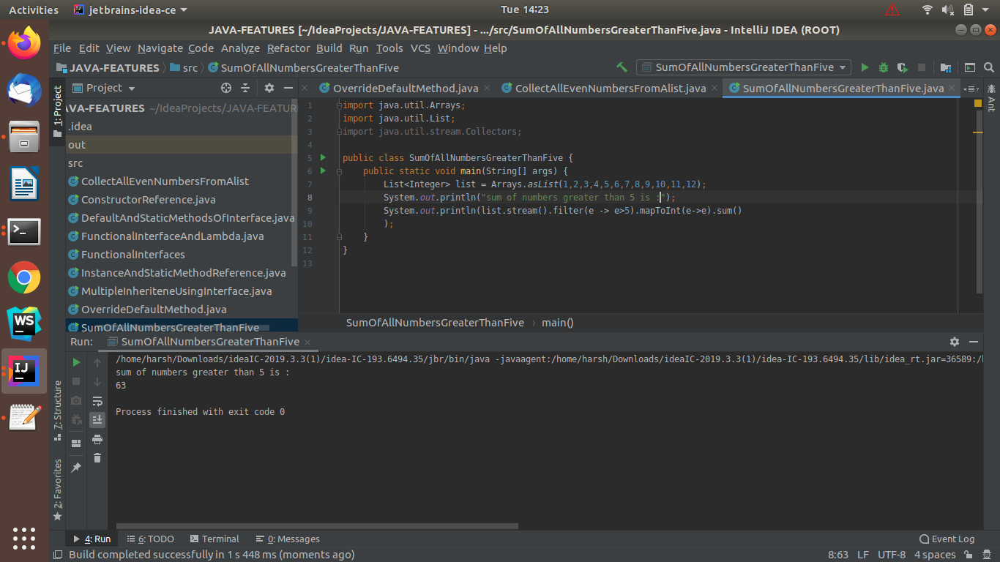 Activities jetbrains-idea-ce Tue 14:23
JAVA-FEATURES [~/IdeaProjects/JAVA-FEATURES] - .../src/SumOfAllNumbersGreaterThanFive.java - IntelliJ IDEA (ROOT)
File Edit View Navigate Code Analyze Refactor Build Run Tools VCS Window Help
JAVA-FEATURES src SumOfAllNumbersGreaterThanFive SumOfAllNumbersGreaterThanFive
1: Project
Project
OverrideDefaultMethod.java CollectAllEvenNumbersFromAlist.java SumOfAllNumbersGreaterThanFive.java
Ant
AVA-FEATURES ~/IdeaProjects/JAVA-FEATUR
.idea
out
src
CollectAllEvenNumbersFromAlist
ConstructorReference.java
DefaultAndStaticMethodsOfInterface.java
FunctionalInterfaceAndLambda.java
FunctionalInterfaces
InstanceAndStaticMethodReference.java
MultipleInheriteneUsingInterface.java
OverrideDefaultMethod.java
SumOfAllNumbersGreaterThanFive
1 import java.util.Arrays;
2 import java.util.List;
3 import java.util.stream.Collectors;
4
5 public class SumOfAllNumbersGreaterThanFive {
6 public static void main(String[] args) {
7 List<Integer> list = Arrays.asList(1,2,3,4,5,6,7,8,9,10,11,12);
8 System.out.println("sum of numbers greater than 5 is :");
9 System.out.println(list.stream().filter(e -> e>5).mapToInt(e->e).sum()
10 );
11 }
12 }
13
SumOfAllNumbersGreaterThanFive › main()
Run: SumOfAllNumbersGreaterThanFive
/home/harsh/Downloads/ideaIC-2019.3.3(1)/idea-IC-193.6494.35/jbr/bin/java -javaagent:/home/harsh/Downloads/ideaIC-2019.3.3(1)/idea-IC-193.6494.35/lib/idea_rt.jar=36589:/
sum of numbers greater than 5 is :
63
Process finished with exit code 0
7: Structure
2: Favorites
4: Run 6: TODO Terminal 0: Messages Event Log
Build completed successfully in 1 s 448 ms (moments ago) 8:63 LF UTF-8 4 spaces
WS
IJ